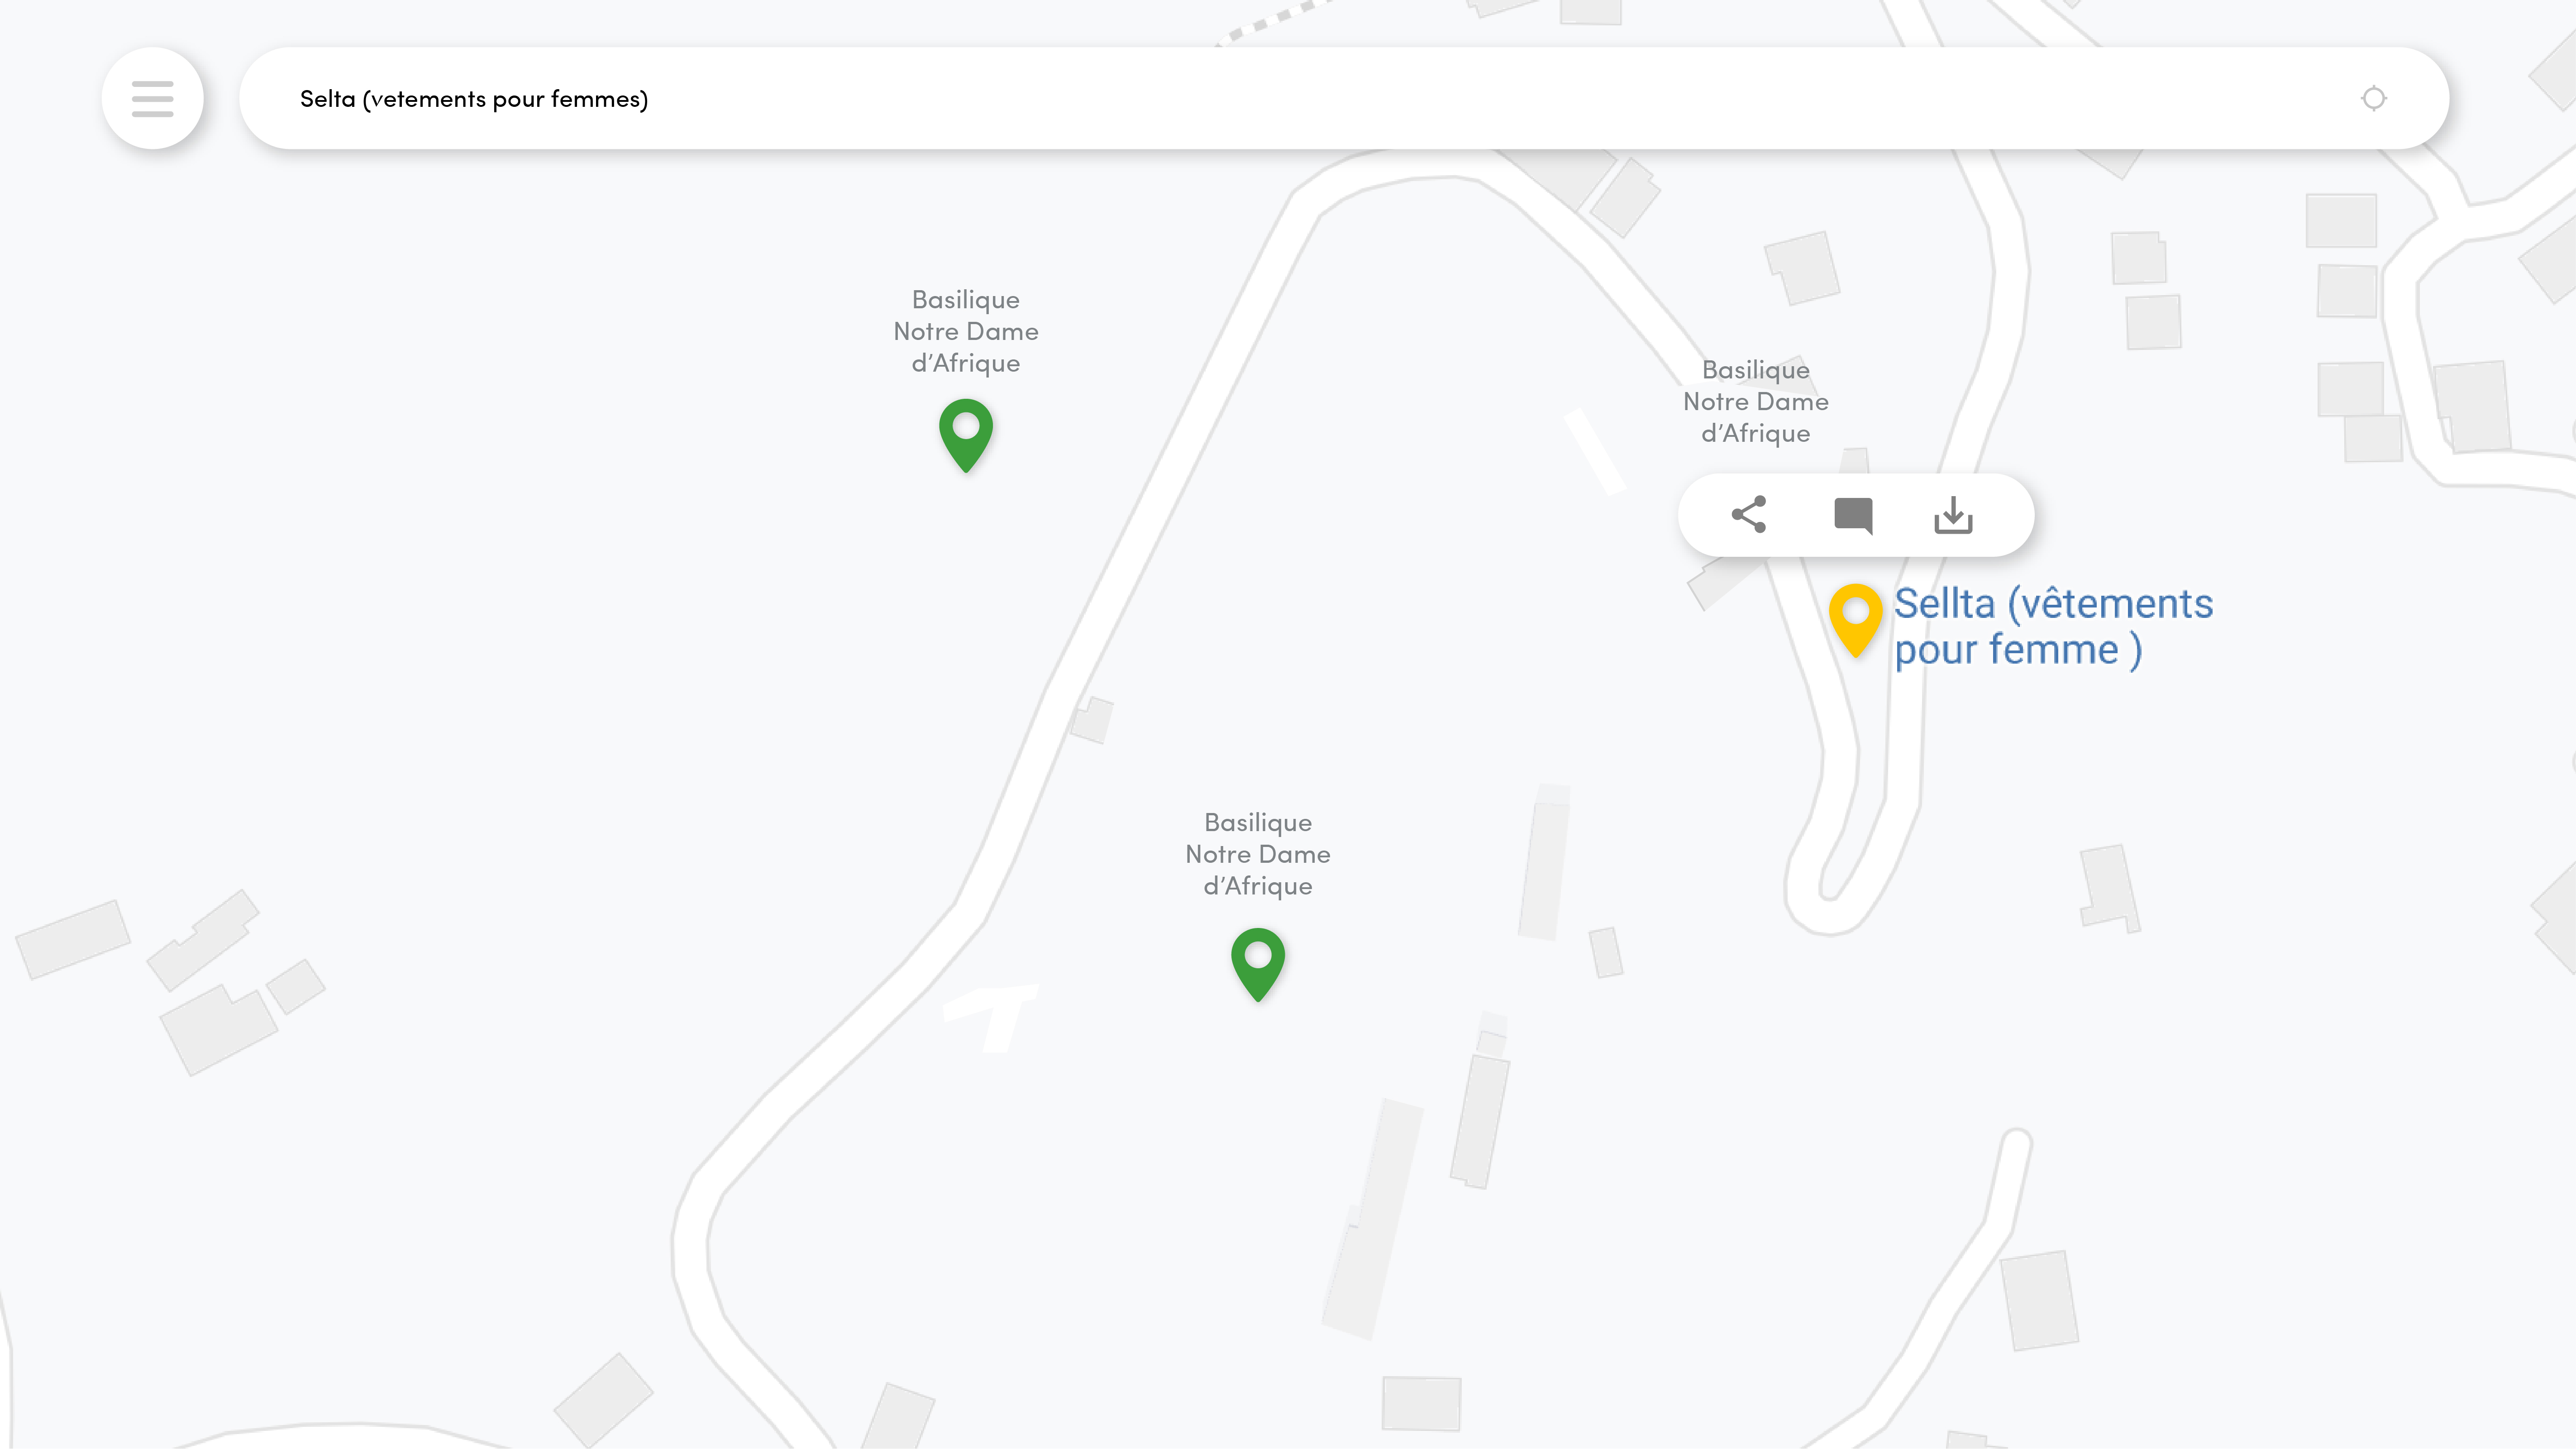 Selta (vetements pour femmes)
Basilique
Notre Dame
d’Afrique
Basilique
Notre Dame
d’Afrique
Sellta (vêtements
pour femme )
Basilique
Notre Dame
d’Afrique